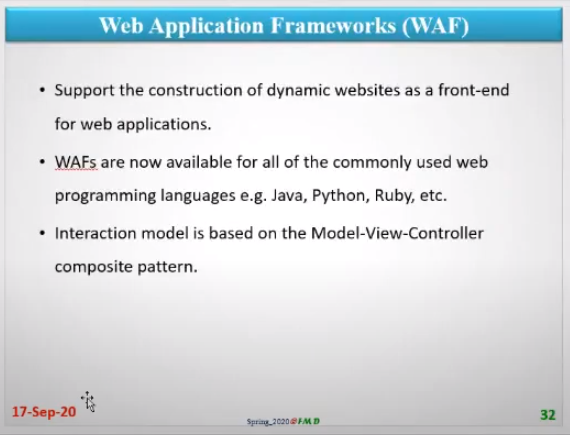 Web Application Frameworks (WAF)
• Support the construction of dynamic websites as a front-end
for web applications.
• WAFs are now available for all of the commonly used web
programming languages e.g. Java, Python, Ruby, etc.
• Interaction model is based on the Model-View-Controller
composite pattern.
17-Sep-20
Spring_2020@FMD
32